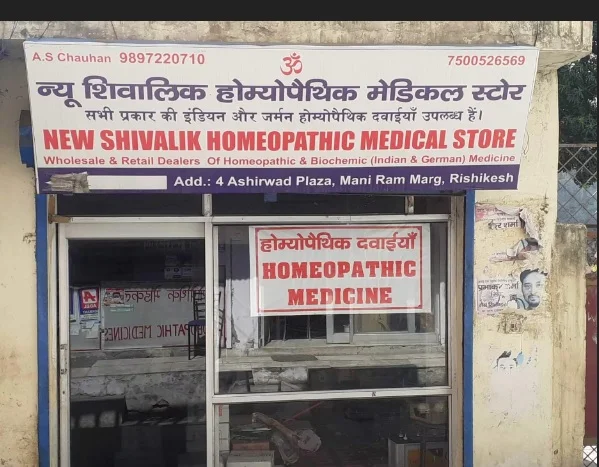 A.S Chauhan 9897220710
ॐ
7500526569
न्यू शिवालिक होम्योपैथिक मेडिकल स्टोर
सभी प्रकार की इंडियन और जर्मन होम्योपैथिक दवाईयाँ उपलब्ध हैं।
NEW SHIVALIK HOMEOPATHIC MEDICAL STORE
Wholesale & Retail Dealers Of Homeopathic & Biochemic (Indian & German) Medicine
Add.: 4 Ashirwad Plaza, Mani Ram Marg, Rishikesh
होम्योपैथिक दवाईयाँ
HOMEOPATHIC
MEDICINE